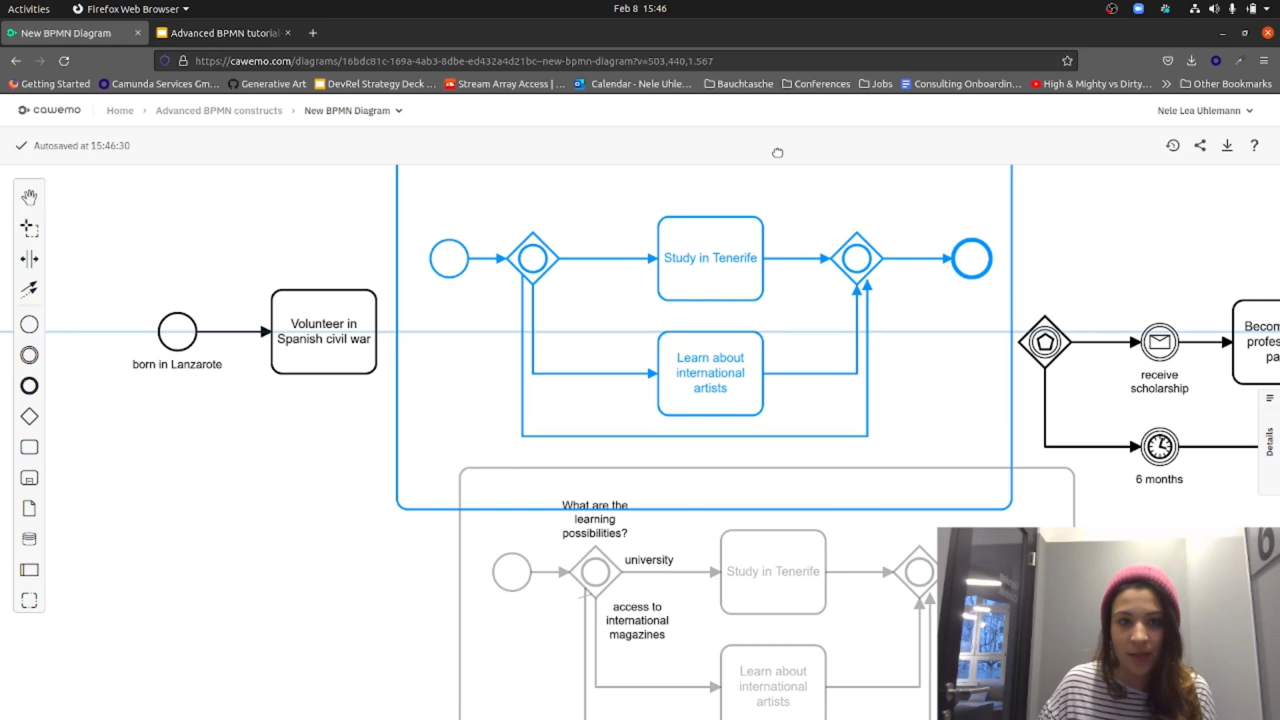 Activities
Firefox Web Browser
Feb 8 15:46
New BPMN Diagram
Advanced BPMN tutorial
https://cawemo.com/diagrams/16bdc81c-169a-4ab3-8dbe-ed432a4d21bc--new-bpmn-diagram?v=503,440,1.567
Getting Started
Camunda Services Gm...
Generative Art
DevRel Strategy Deck ...
Stream Array Access | ...
Calendar - Nele Uhle...
Bauchtasche
Conferences
Jobs
Consulting Onboardin...
High & Mighty vs Dirty...
Other Bookmarks
cawemo
Home
Advanced BPMN constructs
New BPMN Diagram
Nele Lea Uhlemann
Autosaved at 15:46:30
?
Study in Tenerife
Volunteer in
Spanish civil war
born in Lanzarote
Learn about
international
artists
receive
scholarship
6 months
Details
What are the
learning
possibilities?
university
Study in Tenerife
access to
international
magazines
Learn about
international
artists
6